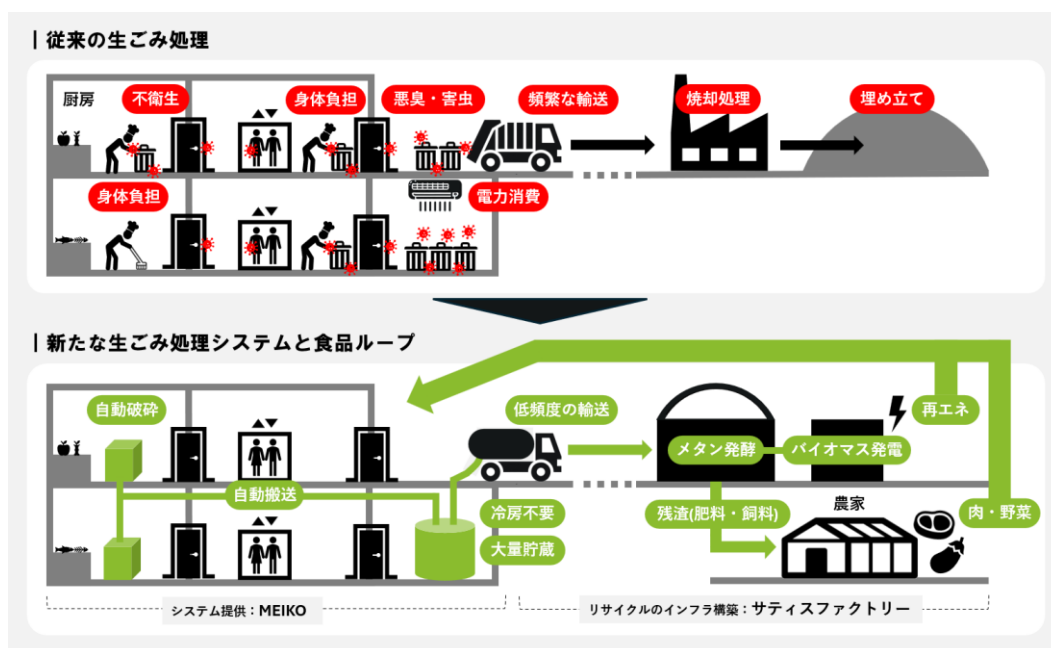 従来の生ごみ処理
厨房
不衛生
身体負担
悪臭・害虫
頻繁な輸送
焼却処理
埋め立て
身体負担
電力消費
新たな生ごみ処理システムと食品ループ
自動破砕
低頻度の輸送
再エネ
メタン発酵
バイオマス発電
自動搬送
冷房不要
残渣(肥料・飼料)
農家
肉・野菜
大量貯蔵
システム提供:MEIKO
リサイクルのインフラ構築:サティスファクトリー